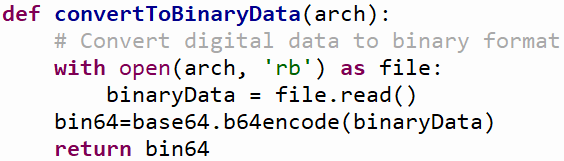 def convertToBinaryData(arch):
    # Convert digital data to binary format
    with open(arch, 'rb') as file:
        binaryData = file.read()
    bin64=base64.b64encode(binaryData)
    return bin64